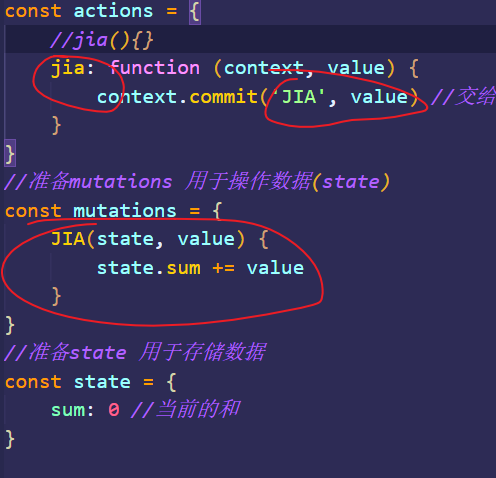 const actions = {
//jia(){}
jia: function (context, value) {
context.commit('JIA', value) //交给
}
}
//准备mutations 用于操作数据(state)
const mutations = {
JIA(state, value) {
state.sum += value
}
}
//准备state 用于存储数据
const state = {
sum: 0 //当前的和
}